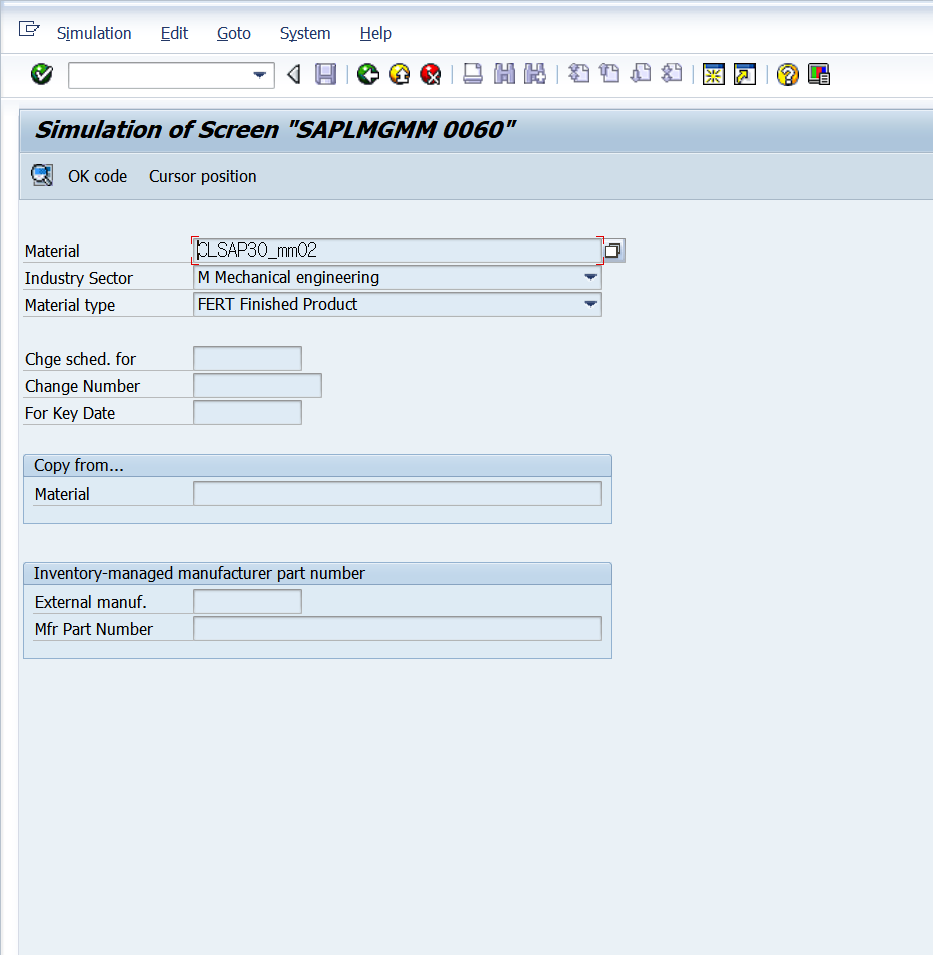 Simulation Edit Goto System Help
Simulation of Screen "SAPLMGMM 0060"
OK code Cursor position
Material CLSAP30_mm02
Industry Sector M Mechanical engineering
Material type FERT Finished Product
Chge sched. for
Change Number
For Key Date
Copy from...
Material
Inventory-managed manufacturer part number
External manuf.
Mfr Part Number